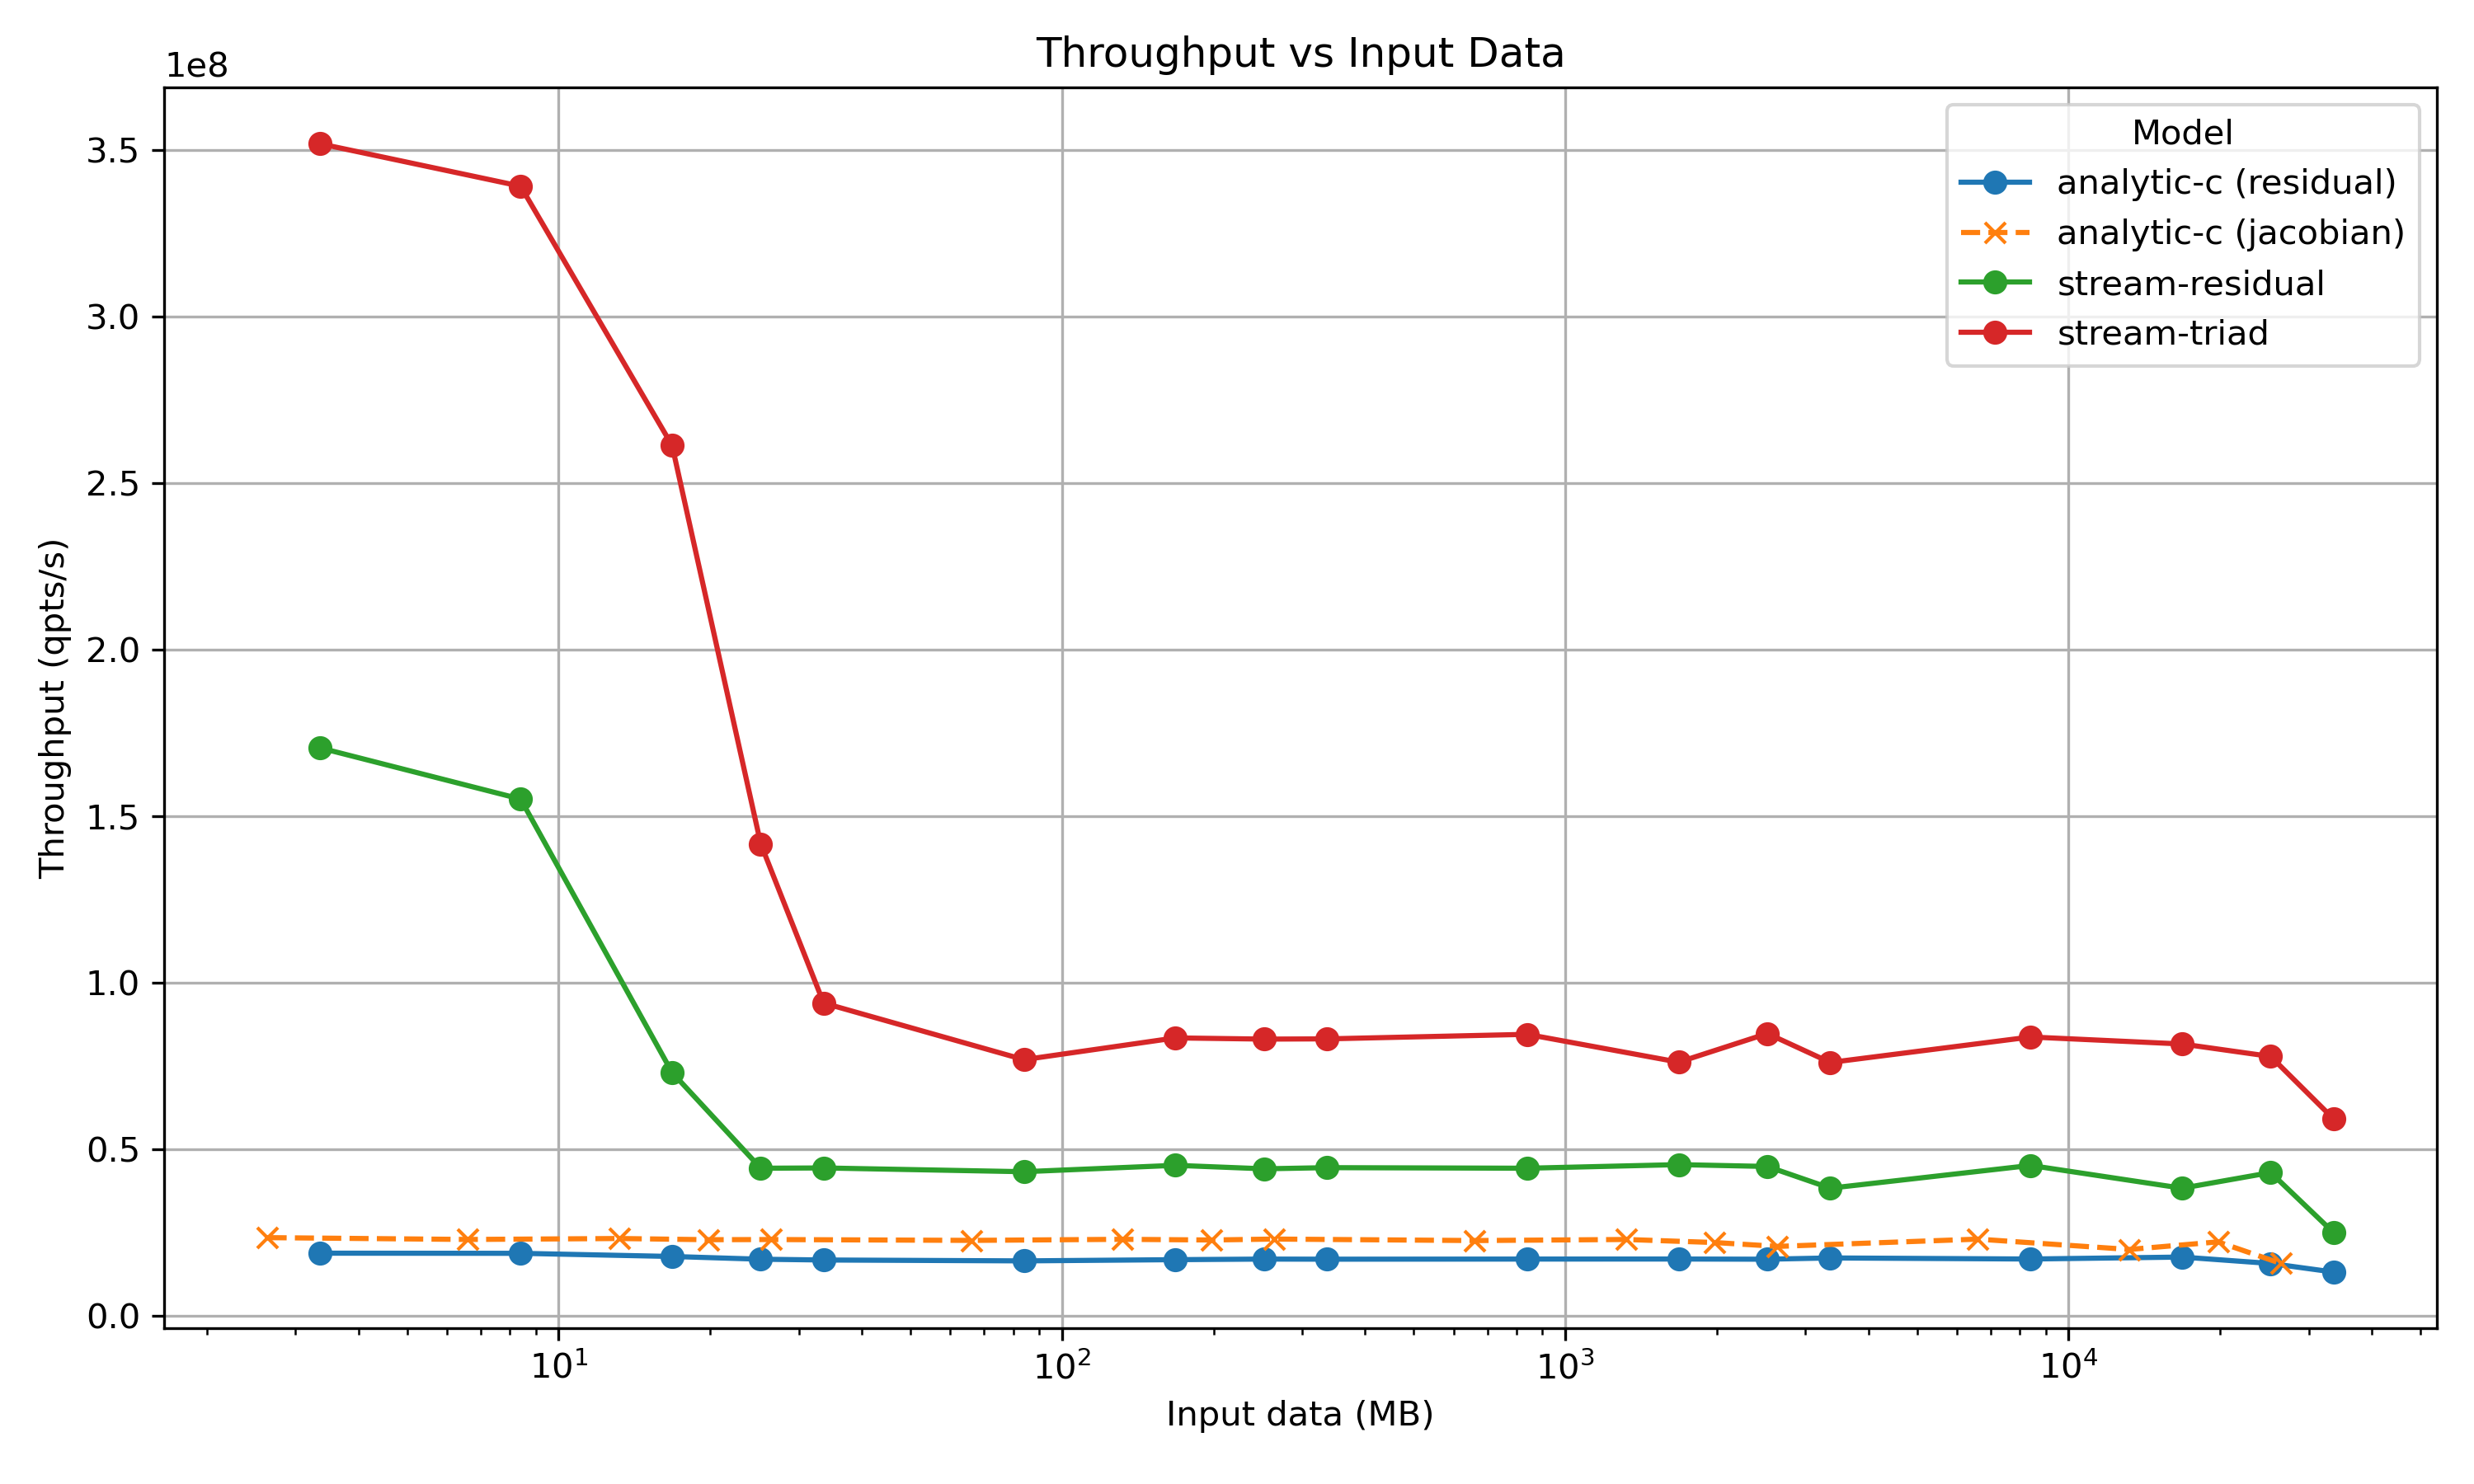 Throughput vs Input Data
1e8
3.5
3.0
2.5
2.0
1.5
1.0
0.5
0.0
Throughput (qpts/s)
Model
analytic-c (residual)
analytic-c (jacobian)
stream-residual
stream-triad
10¹ 10² 10³ 10⁴
Input data (MB)